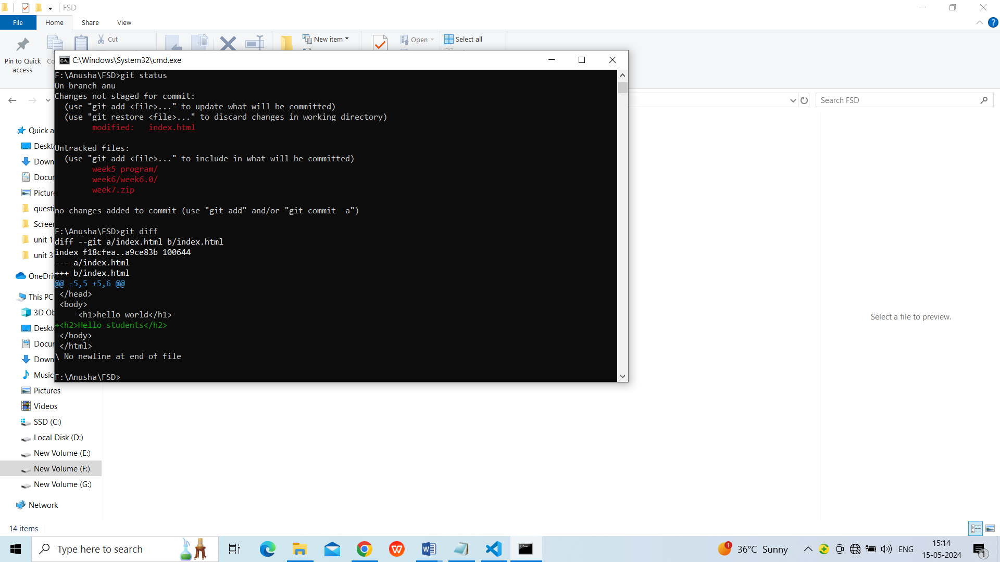 FSD
File
Home
Share
View
Pin to Quick access
Cut
New item
Open
Select all
C:\Windows\System32\cmd.exe
Search FSD
F:\Anusha\FSD>git status
On branch anu
Changes not staged for commit:
  (use "git add <file>..." to update what will be committed)
  (use "git restore <file>..." to discard changes in working directory)
        modified:   index.html

Untracked files:
  (use "git add <file>..." to include in what will be committed)
        week5 program/
        week6/week6.0/
        week7.zip

no changes added to commit (use "git add" and/or "git commit -a")

F:\Anusha\FSD>git diff
diff --git a/index.html b/index.html
index f18cfea..a9ce83b 100644
--- a/index.html
+++ b/index.html
@@ -5,5 +5,6 @@
 </head>
 <body>
     <h1>hello world</h1>
+<h2>Hello students</h2>
 </body>
 </html>
\ No newline at end of file

F:\Anusha\FSD>
Quick a
Deskt
Down
Docu
Picture
questi
Screen
unit 1
unit 3
OneDriv
This PC
3D Ob
Deskt
Docu
Down
Music
Pictures
Videos
SSD (C:)
Local Disk (D:)
New Volume (E:)
New Volume (F:)
New Volume (G:)
Network
Select a file to preview.
14 items
Type here to search
1
36°C Sunny
ENG
15:14
15-05-2024
1